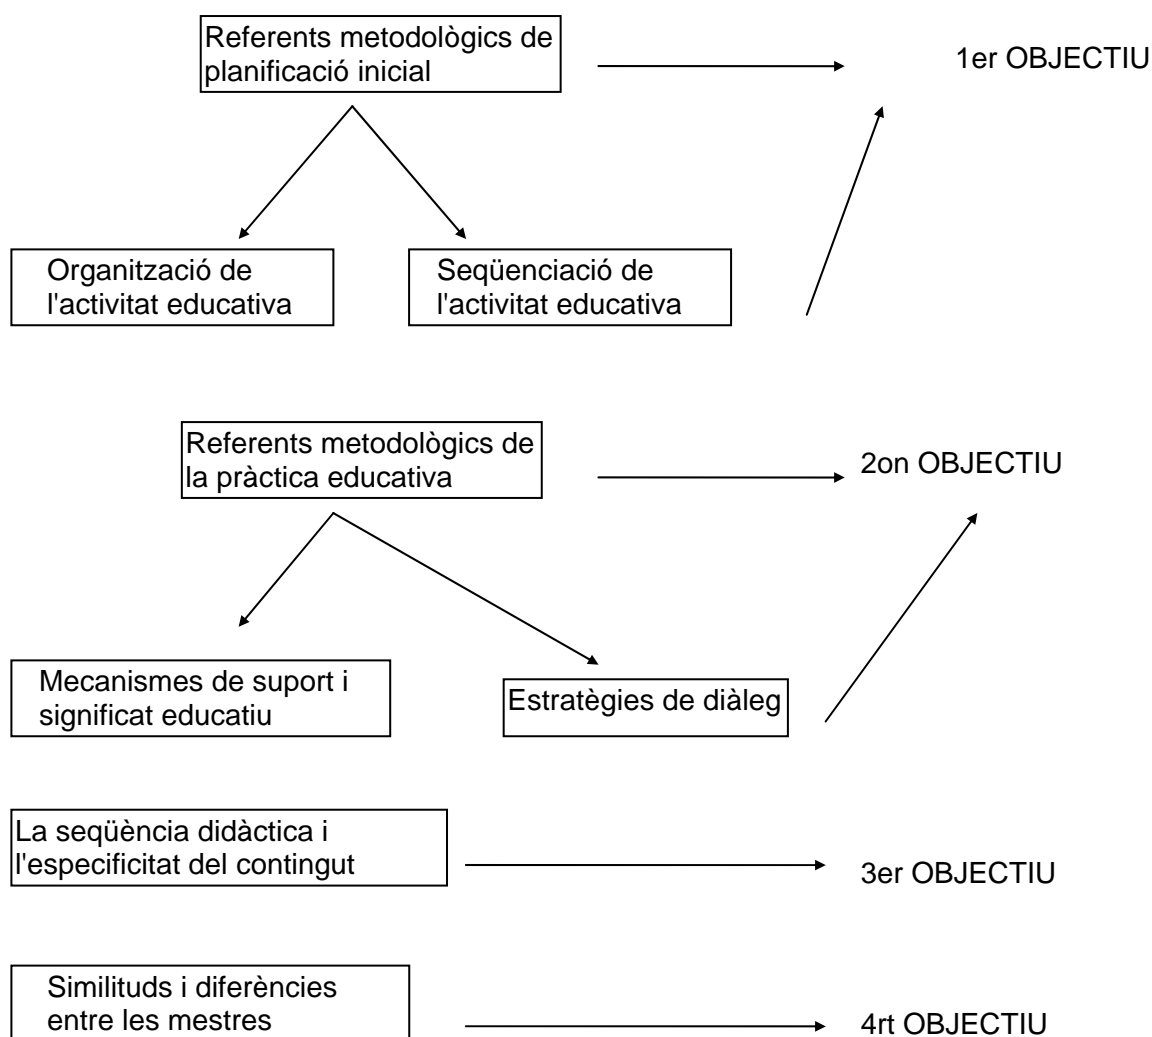 Referents metodològics de
planificació inicial
1er OBJECTIU
Organització de
l'activitat educativa
Seqüenciació de
l'activitat educativa
Referents metodològics de
la pràctica educativa
2on OBJECTIU
Mecanismes de suport i
significat educatiu
Estratègies de diàleg
La seqüència didàctica i
l'especificitat del contingut
3er OBJECTIU
Similituds i diferències
entre les mestres
4rt OBJECTIU